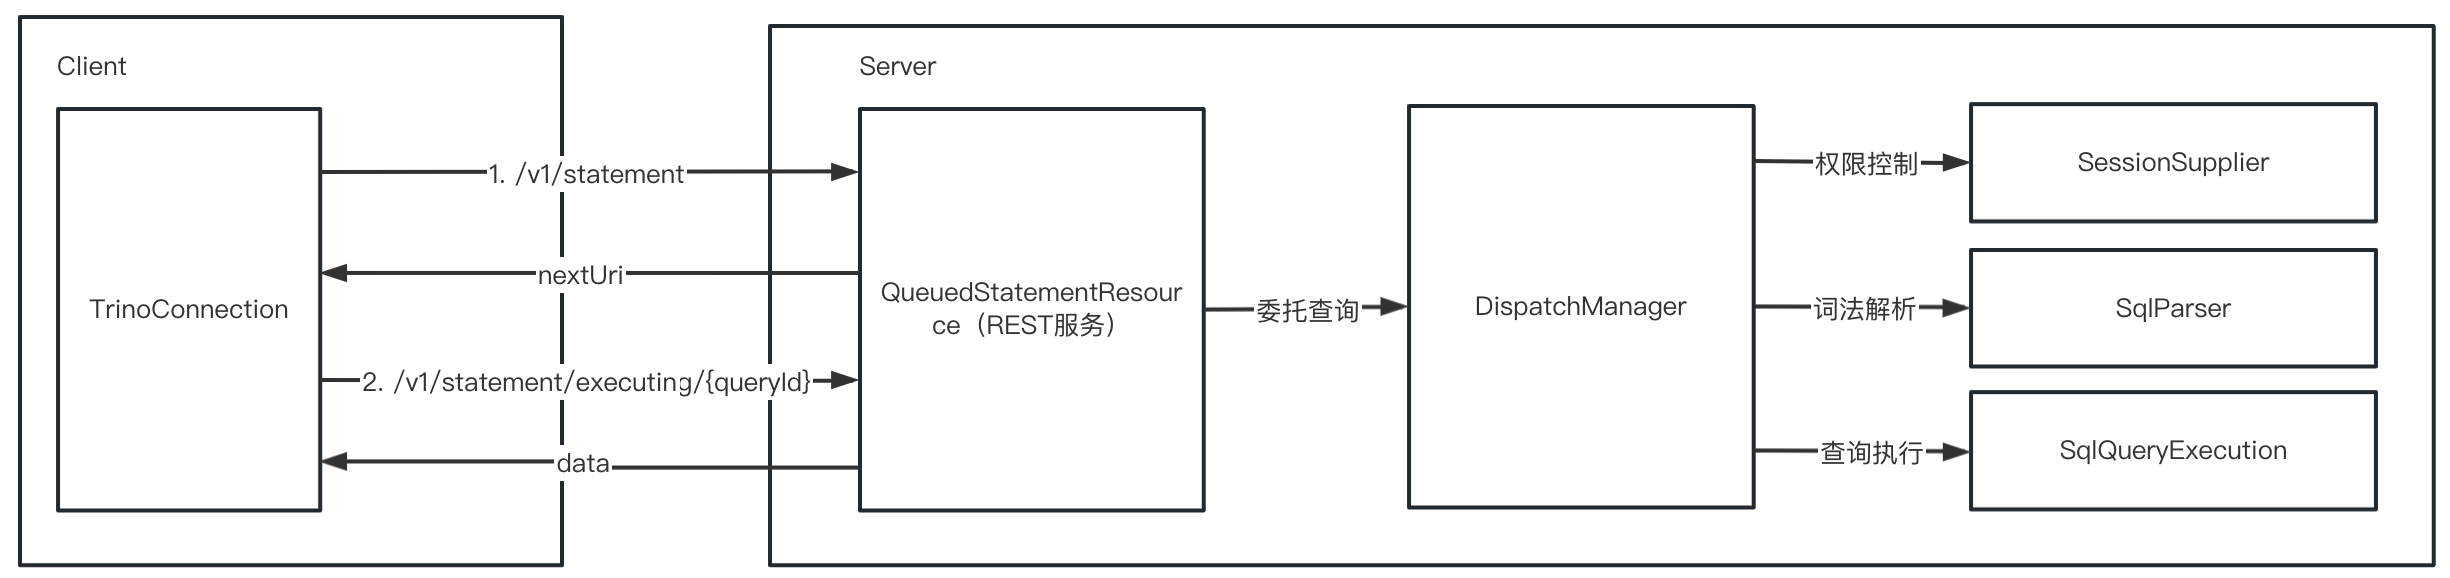 Client
TrinoConnection
1. /v1/statement
nextUri
2. /v1/statement/executing/{queryId}
data
Server
QueuedStatementResour
ce（REST服务）
委托查询
DispatchManager
权限控制
SessionSupplier
词法解析
SqlParser
查询执行
SqlQueryExecution